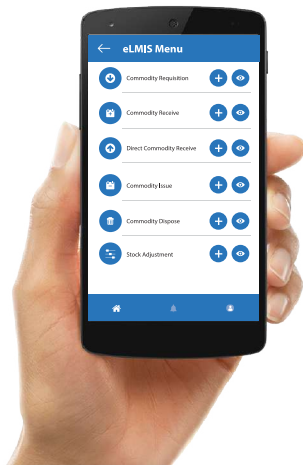 eLMIS Menu
Commodity Requisition
Commodity Receive
Direct Commodity Receive
Commodity Issue
Commodity Dispose
Stock Adjustment